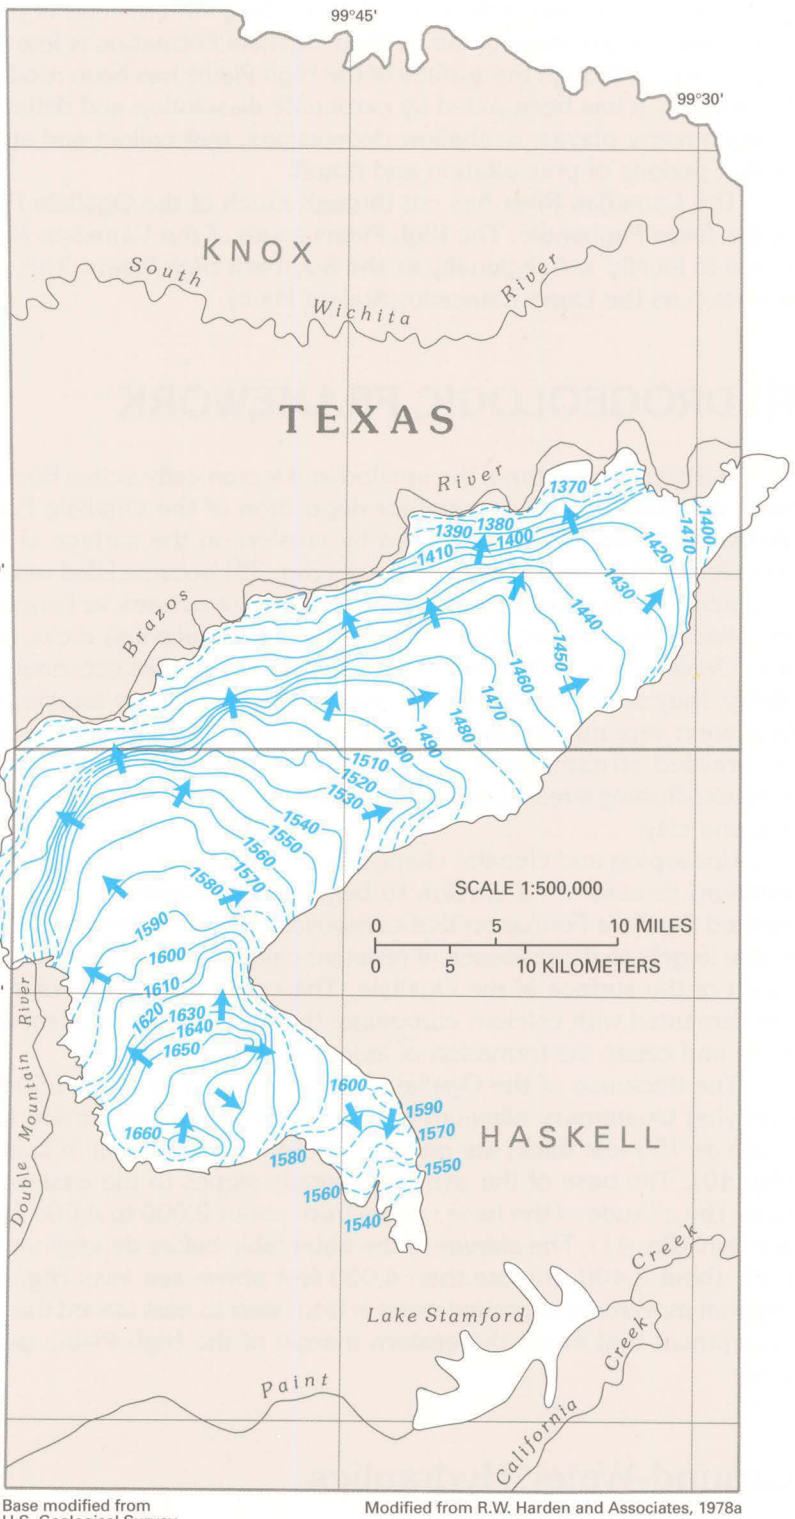 99°45'
99°30'
KNOX
South
Wichita
River
TEXAS
River
1370
1390
1380
1400
1410
1400
1410
1420
1430
1440
1450
1460
1470
1480
1490
1500
Brazos
1510
1520
1530
1540
1550
1560
1570
1580
1590
1600
1610
1620
1630
1640
1650
1660
SCALE 1:500,000
0 5 10 MILES
0 5 10 KILOMETERS
Double Mountain River
1600
1590
1570
1580
1550
1560
1540
HASKELL
Lake Stamford
Creek
Paint
California
Creek
Base modified from
U.S. Geological Survey
Modified from R.W. Harden and Associates, 1978a